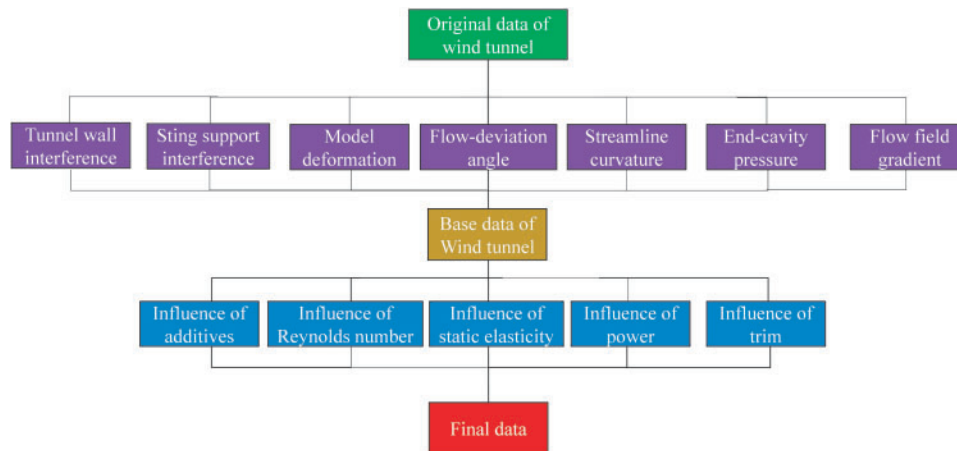 Original data of
wind tunnel
Tunnel wall
interference
Sting support
interference
Model
deformation
Flow-deviation
angle
Streamline
curvature
End-cavity
pressure
Flow field
gradient
Base data of
Wind tunnel
Influence of
additives
Influence of
Reynolds number
Influence of
static elasticity
Influence of
power
Influence of
trim
Final data